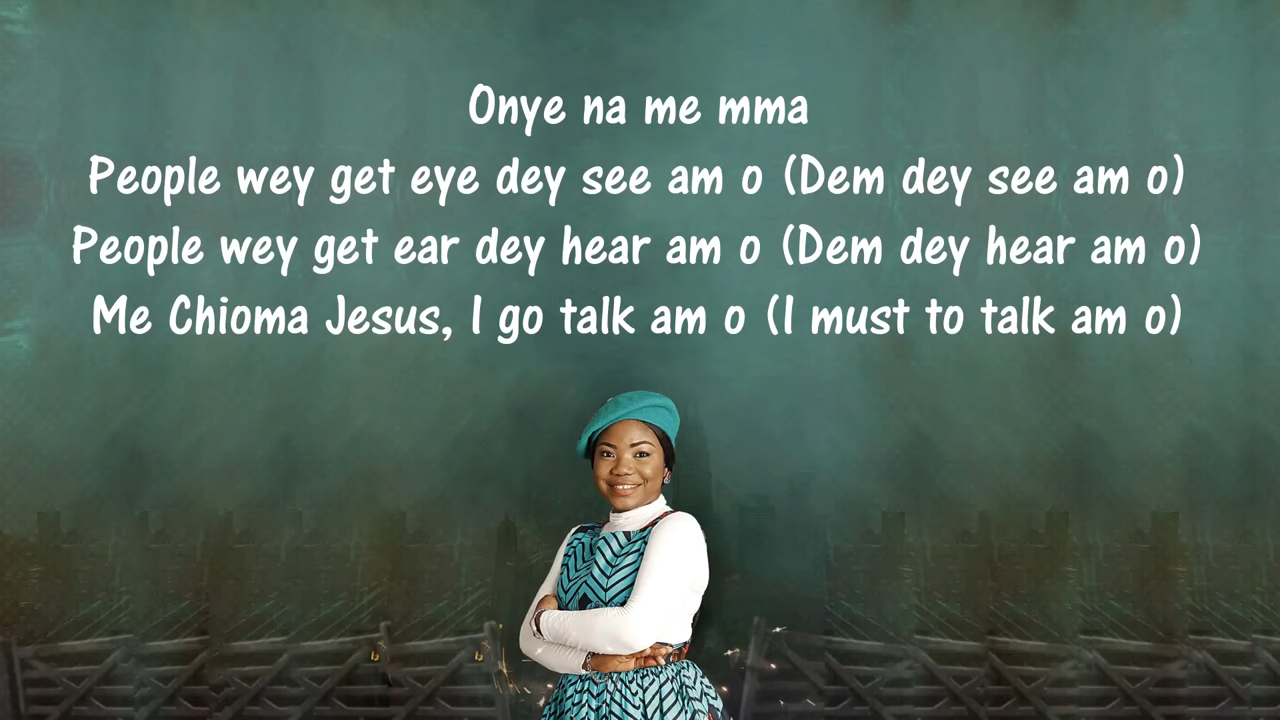 Onye na me mma
People wey get eye dey see am o (Dem dey see am o)
People wey get ear dey hear am o (Dem dey hear am o)
Me Chioma Jesus, I go talk am o (I must to talk am o)